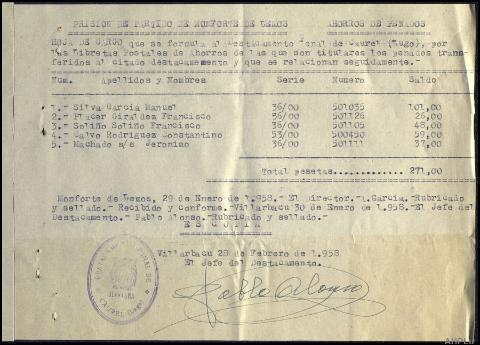 PRISION DE PARTIDO DE MONFORTE DE LEMOS AHORROS DE PENADOS
HOJA DE CARGO que se formula al Destacamento Penal de Caurel (Lugo), por
las Libretas Postales de Ahorros de las que son titulares los penados trans-
feridos al citado destacamento y que se relacionan seguidamente.
Num. Apellidos y Nombres Serie Numero Saldo
1.- Silva Garcia Manuel 36/00 501035 101,00
2.- Placer Giraldez Francisco 36/00 501126 26,00
3.- Soliño Soliño Francisco 36/00 501105 48,00
4.- Calvo Rodriguez Constantino 53/00 500450 59,00
5.- Machado s/s Jeronimo 36/00 501111 37,00
Total pesetas............. 271,00
Monforte de Lemos, 29 de Enero de 1.958.-El Director.-A.Garcia.-Rubricado
y sellado.- Recibido y Conforme.-Villarbacu 30 de Enero de 1.958.-El Jefe del
Destacamento.- Pablo Alonso.-Rubricado y sellado.-
ES COPIA
Villarbacu 28 de Febrero de 1.958
El Jefe del Destacamento.
Pablo Alonso